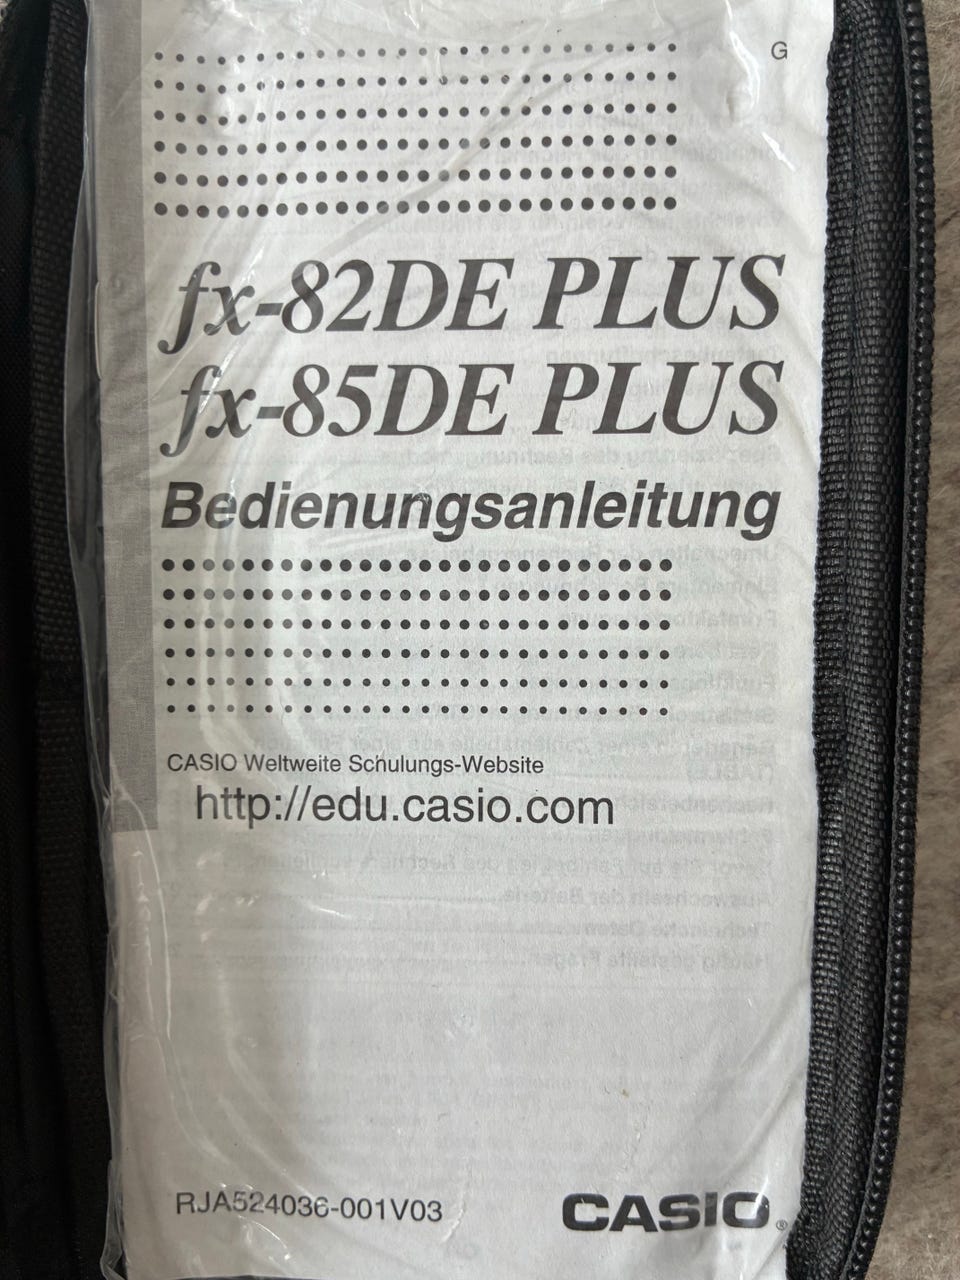 G
fx-82DE PLUS
fx-85DE PLUS
Bedienungsanleitung
CASIO Weltweite Schulungs-Website
http://edu.casio.com
RJA524036-001V03
CASIO®